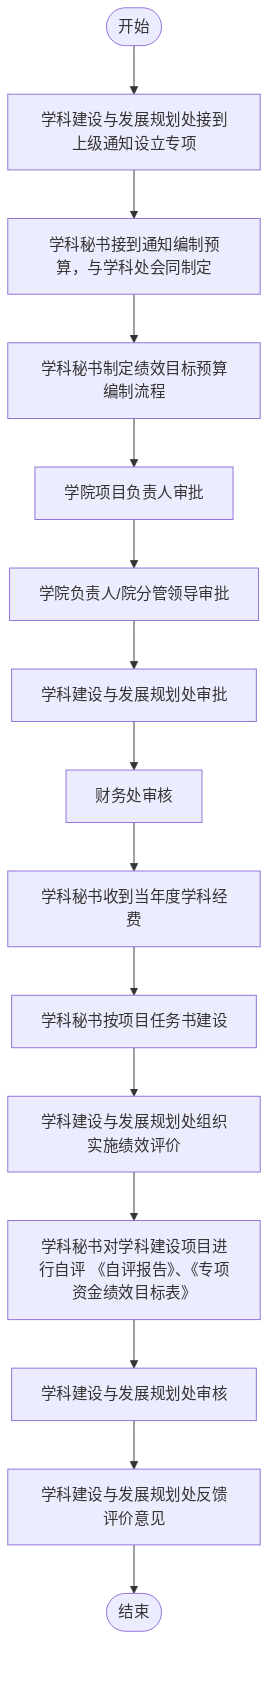 开始
学科建设与发展规划处接到
上级通知设立专项
学科秘书接到通知编制预
算，与学科处会同制定
学科秘书制定绩效目标预算
编制流程
学院项目负责人审批
学院负责人/院分管领导审批
学科建设与发展规划处审批
财务处审核
学科秘书收到当年度学科经
费
学科秘书按项目任务书建设
学科建设与发展规划处组织
实施绩效评价
学科秘书对学科建设项目进
行自评 《自评报告》、《专项
资金绩效目标表》
学科建设与发展规划处审核
学科建设与发展规划处反馈
评价意见
结束